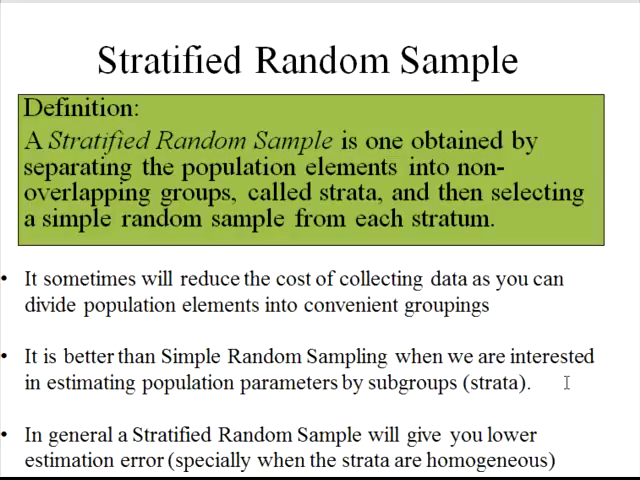 Stratified Random Sample
Definition:
A Stratified Random Sample is one obtained by
separating the population elements into non-
overlapping groups, called strata, and then selecting
a simple random sample from each stratum.
• It sometimes will reduce the cost of collecting data as you can
divide population elements into convenient groupings
• It is better than Simple Random Sampling when we are interested
in estimating population parameters by subgroups (strata).
• In general a Stratified Random Sample will give you lower
estimation error (specially when the strata are homogeneous)